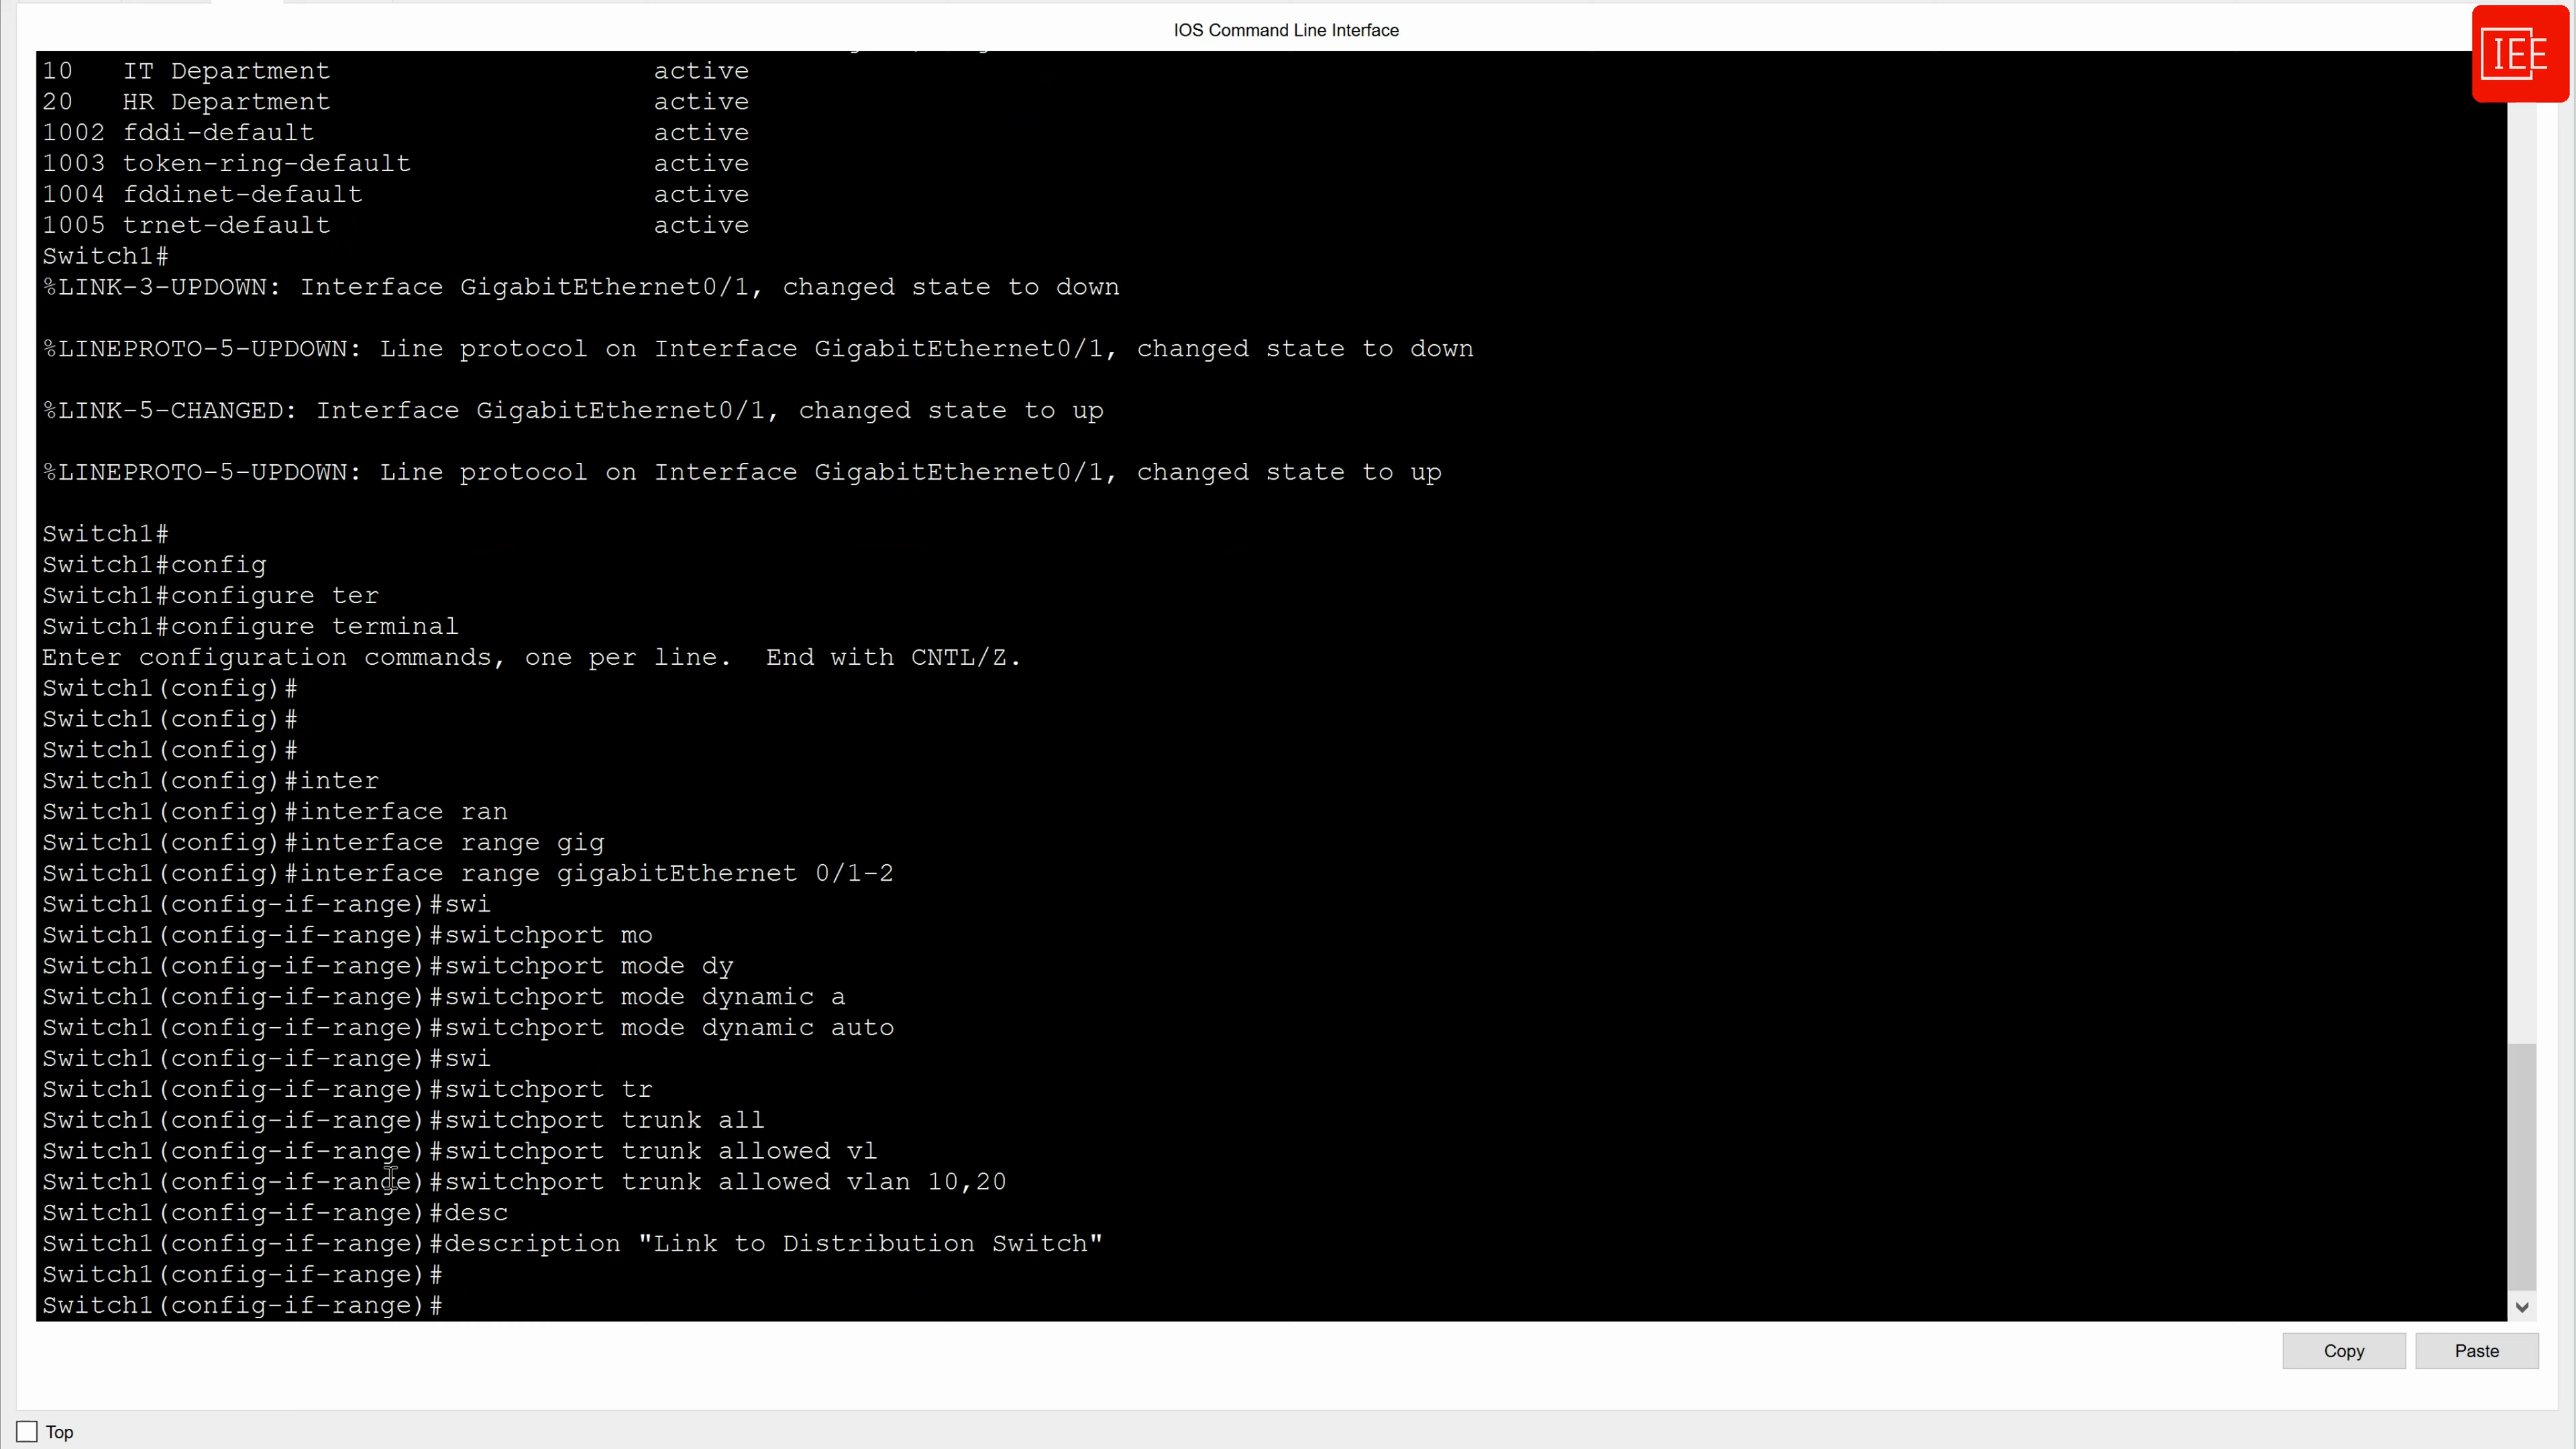 IOS Command Line Interface
IEE
10 IT Department active
20 HR Department active
1002 fddi-default active
1003 token-ring-default active
1004 fddinet-default active
1005 trnet-default active
Switch1#
%LINK-3-UPDOWN: Interface GigabitEthernet0/1, changed state to down
%LINEPROTO-5-UPDOWN: Line protocol on Interface GigabitEthernet0/1, changed state to down
%LINK-5-CHANGED: Interface GigabitEthernet0/1, changed state to up
%LINEPROTO-5-UPDOWN: Line protocol on Interface GigabitEthernet0/1, changed state to up
Switch1#
Switch1#config
Switch1#configure ter
Switch1#configure terminal
Enter configuration commands, one per line. End with CNTL/Z.
Switch1(config)#
Switch1(config)#
Switch1(config)#
Switch1(config)#inter
Switch1(config)#interface ran
Switch1(config)#interface range gig
Switch1(config)#interface range gigabitEthernet 0/1-2
Switch1(config-if-range)#swi
Switch1(config-if-range)#switchport mo
Switch1(config-if-range)#switchport mode dy
Switch1(config-if-range)#switchport mode dynamic a
Switch1(config-if-range)#switchport mode dynamic auto
Switch1(config-if-range)#swi
Switch1(config-if-range)#switchport tr
Switch1(config-if-range)#switchport trunk all
Switch1(config-if-range)#switchport trunk allowed vl
Switch1(config-if-range)#switchport trunk allowed vlan 10,20
Switch1(config-if-range)#desc
Switch1(config-if-range)#description "Link to Distribution Switch"
Switch1(config-if-range)#
Switch1(config-if-range)#
Copy Paste
Top